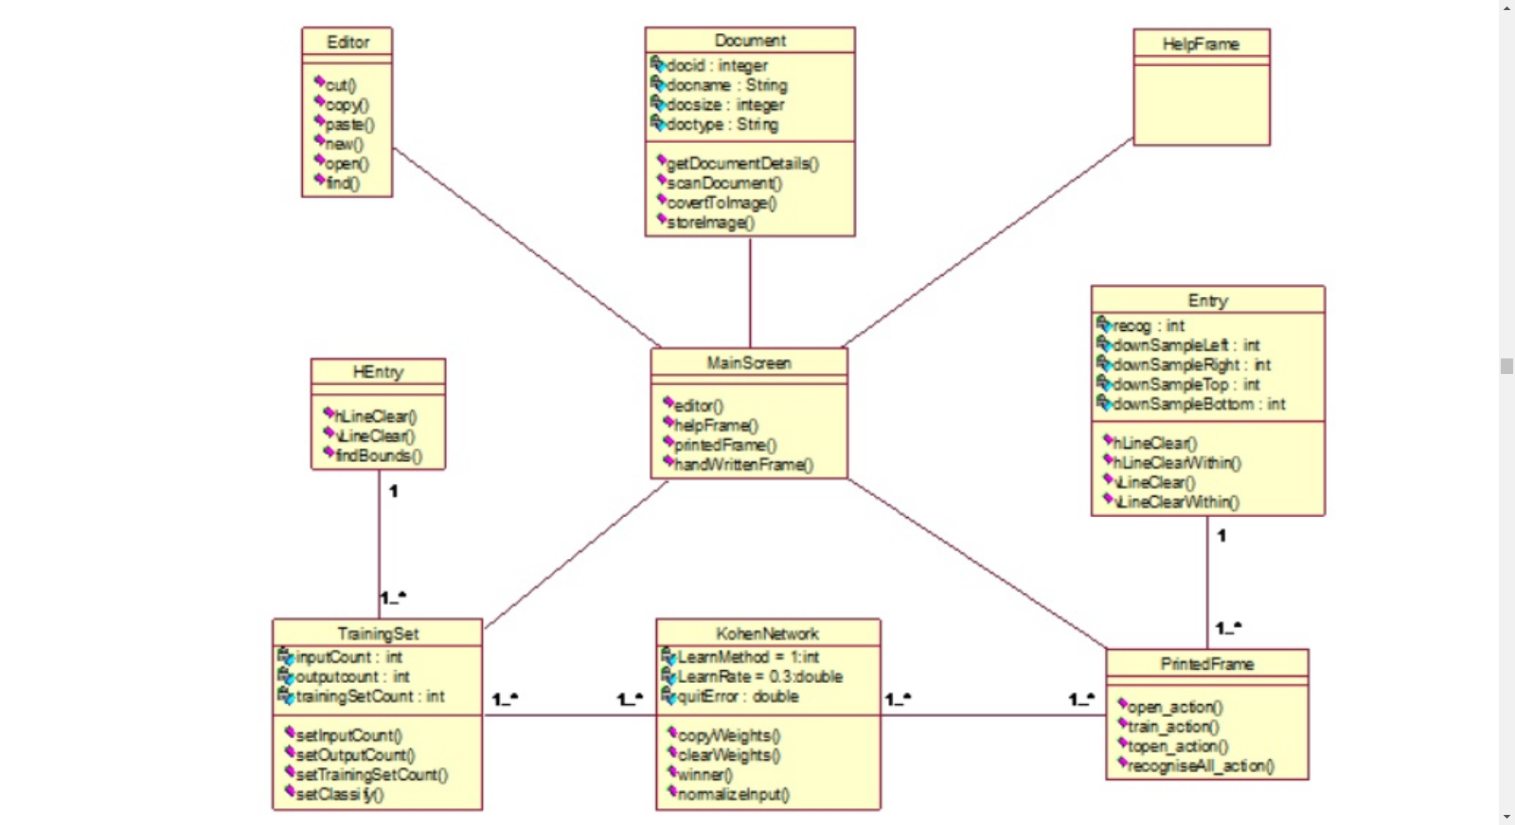 Editor
cut()
copy()
paste()
new()
open()
find()
Document
docid : integer
docname : String
docsize : integer
doctype : String
getDocumentDetails()
scanDocument()
covertToImage()
storeImage()
HelpFrame
HEntry
hLineClear()
vLineClear()
findBounds()
MainScreen
editor()
helpFrame()
printedFrame()
handWrittenFrame()
Entry
recog : int
downSampleLeft : int
downSampleRight : int
downSampleTop : int
downSampleBottom : int
hLineClear()
hLineClearWithin()
vLineClear()
vLineClearWithin()
1
1..*
1
1..*
TrainingSet
inputCount : int
outputcount : int
trainingSetCount : int
setInputCount()
setOutputCount()
setTrainingSetCount()
setClassify()
1..*
1..*
KohenNetwork
LearnMethod = 1:int
LearnRate = 0.3:double
quitError : double
copyWeights()
clearWeights()
winner()
normalizeInput()
1..*
1..*
PrintedFrame
open_action()
train_action()
topen_action()
recogniseAll_action()